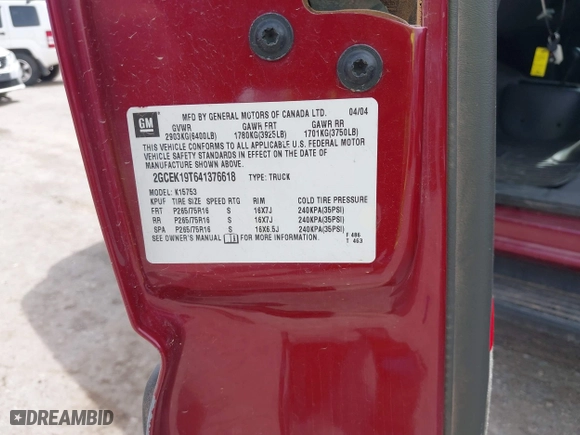 MFD BY GENERAL MOTORS OF CANADA LTD. 04/04
GM
GVWR GAWR FRT GAWR RR
2903KG(6400LB) 1780KG(3925LB) 1701KG(3750LB)
THIS VEHICLE CONFORMS TO ALL APPLICABLE U.S. FEDERAL MOTOR
VEHICLE SAFETY STANDARDS IN EFFECT ON THE DATE OF
MANUFACTURE SHOWN ABOVE.
2GCEK19T641376618 TYPE: TRUCK
MODEL: K15753
KPUF TIRE SIZE SPEED RTG RIM COLD TIRE PRESSURE
FRT P265/75R16 S 16X7J 240KPA(35PSI)
RR P265/75R16 S 16X7J 240KPA(35PSI)
SPA P265/75R16 S 16X6.5J 240KPA(35PSI)
SEE OWNER'S MANUAL FOR MORE INFORMATION.
F 406
T 463
DREAMBID